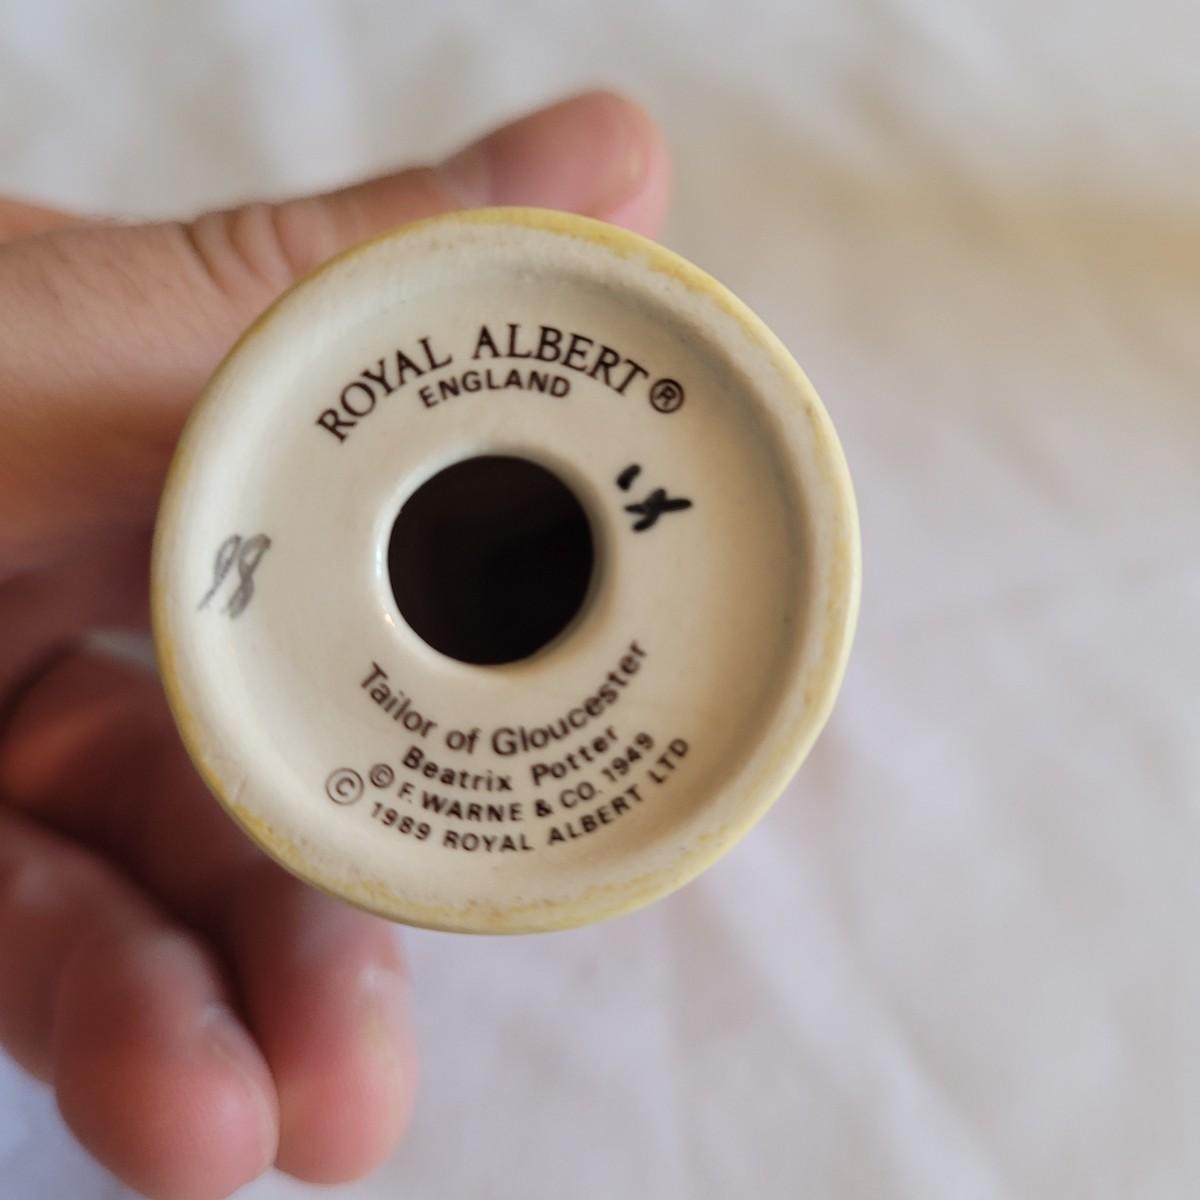 ROYAL ALBERT®
ENGLAND
98
Tailor of Gloucester
Beatrix Potter
© F. WARNE & CO. 1949
© 1989 ROYAL ALBERT LTD